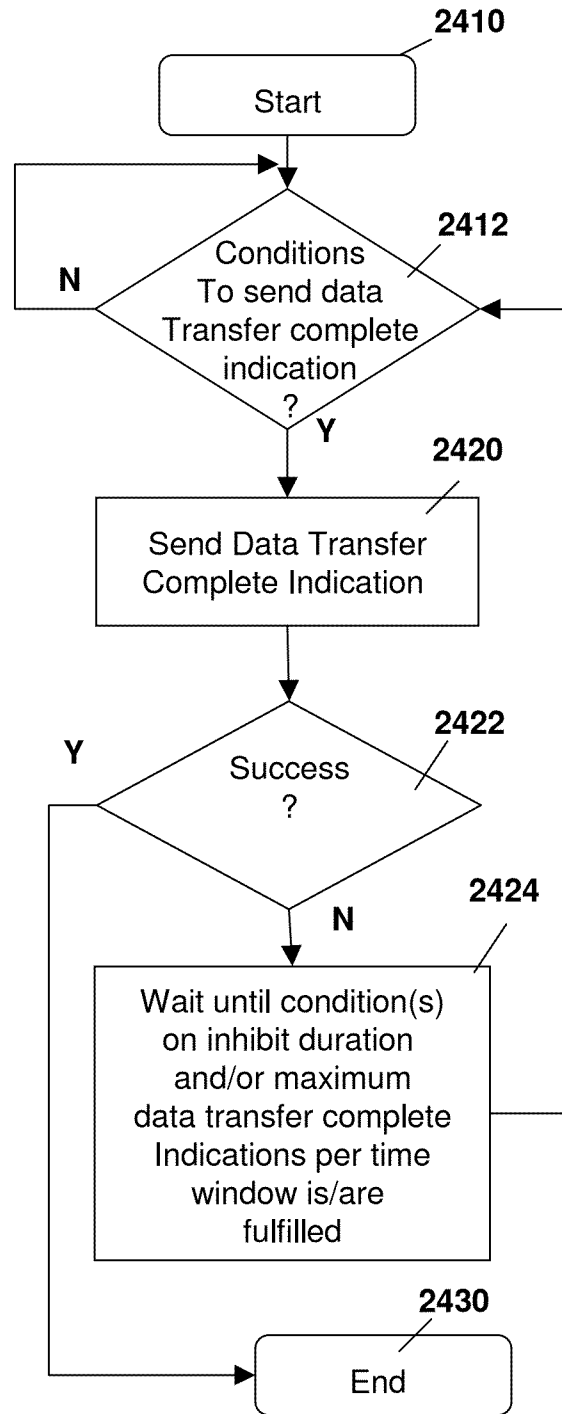 2410
Start
2412
Conditions
To send data
Transfer complete
indication
?
N
Y
2420
Send Data Transfer
Complete Indication
2422
Success
?
Y
N
2424
Wait until condition(s)
on inhibit duration
and/or maximum
data transfer complete
Indications per time
window is/are
fulfilled
2430
End